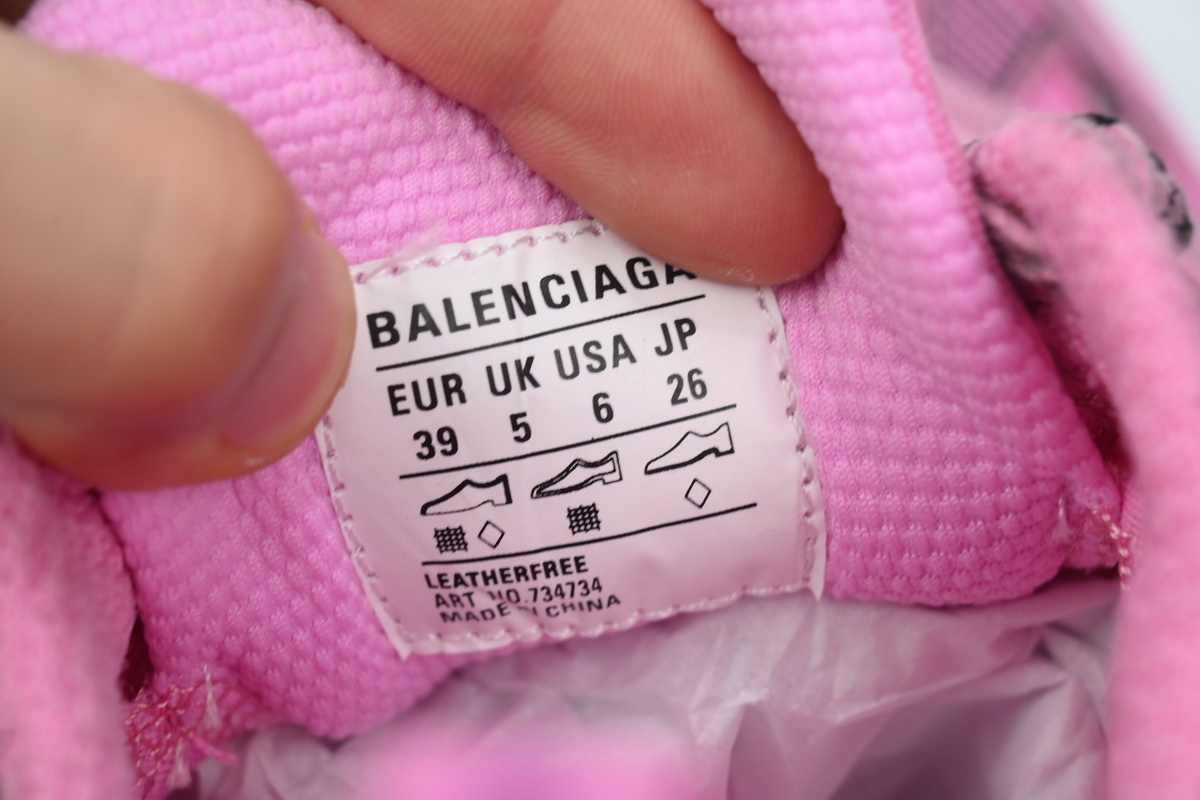 BALENCIAGA
EUR UK USA JP
39 5 6 26
LEATHERFREE
ART NO.734734
MADE IN CHINA